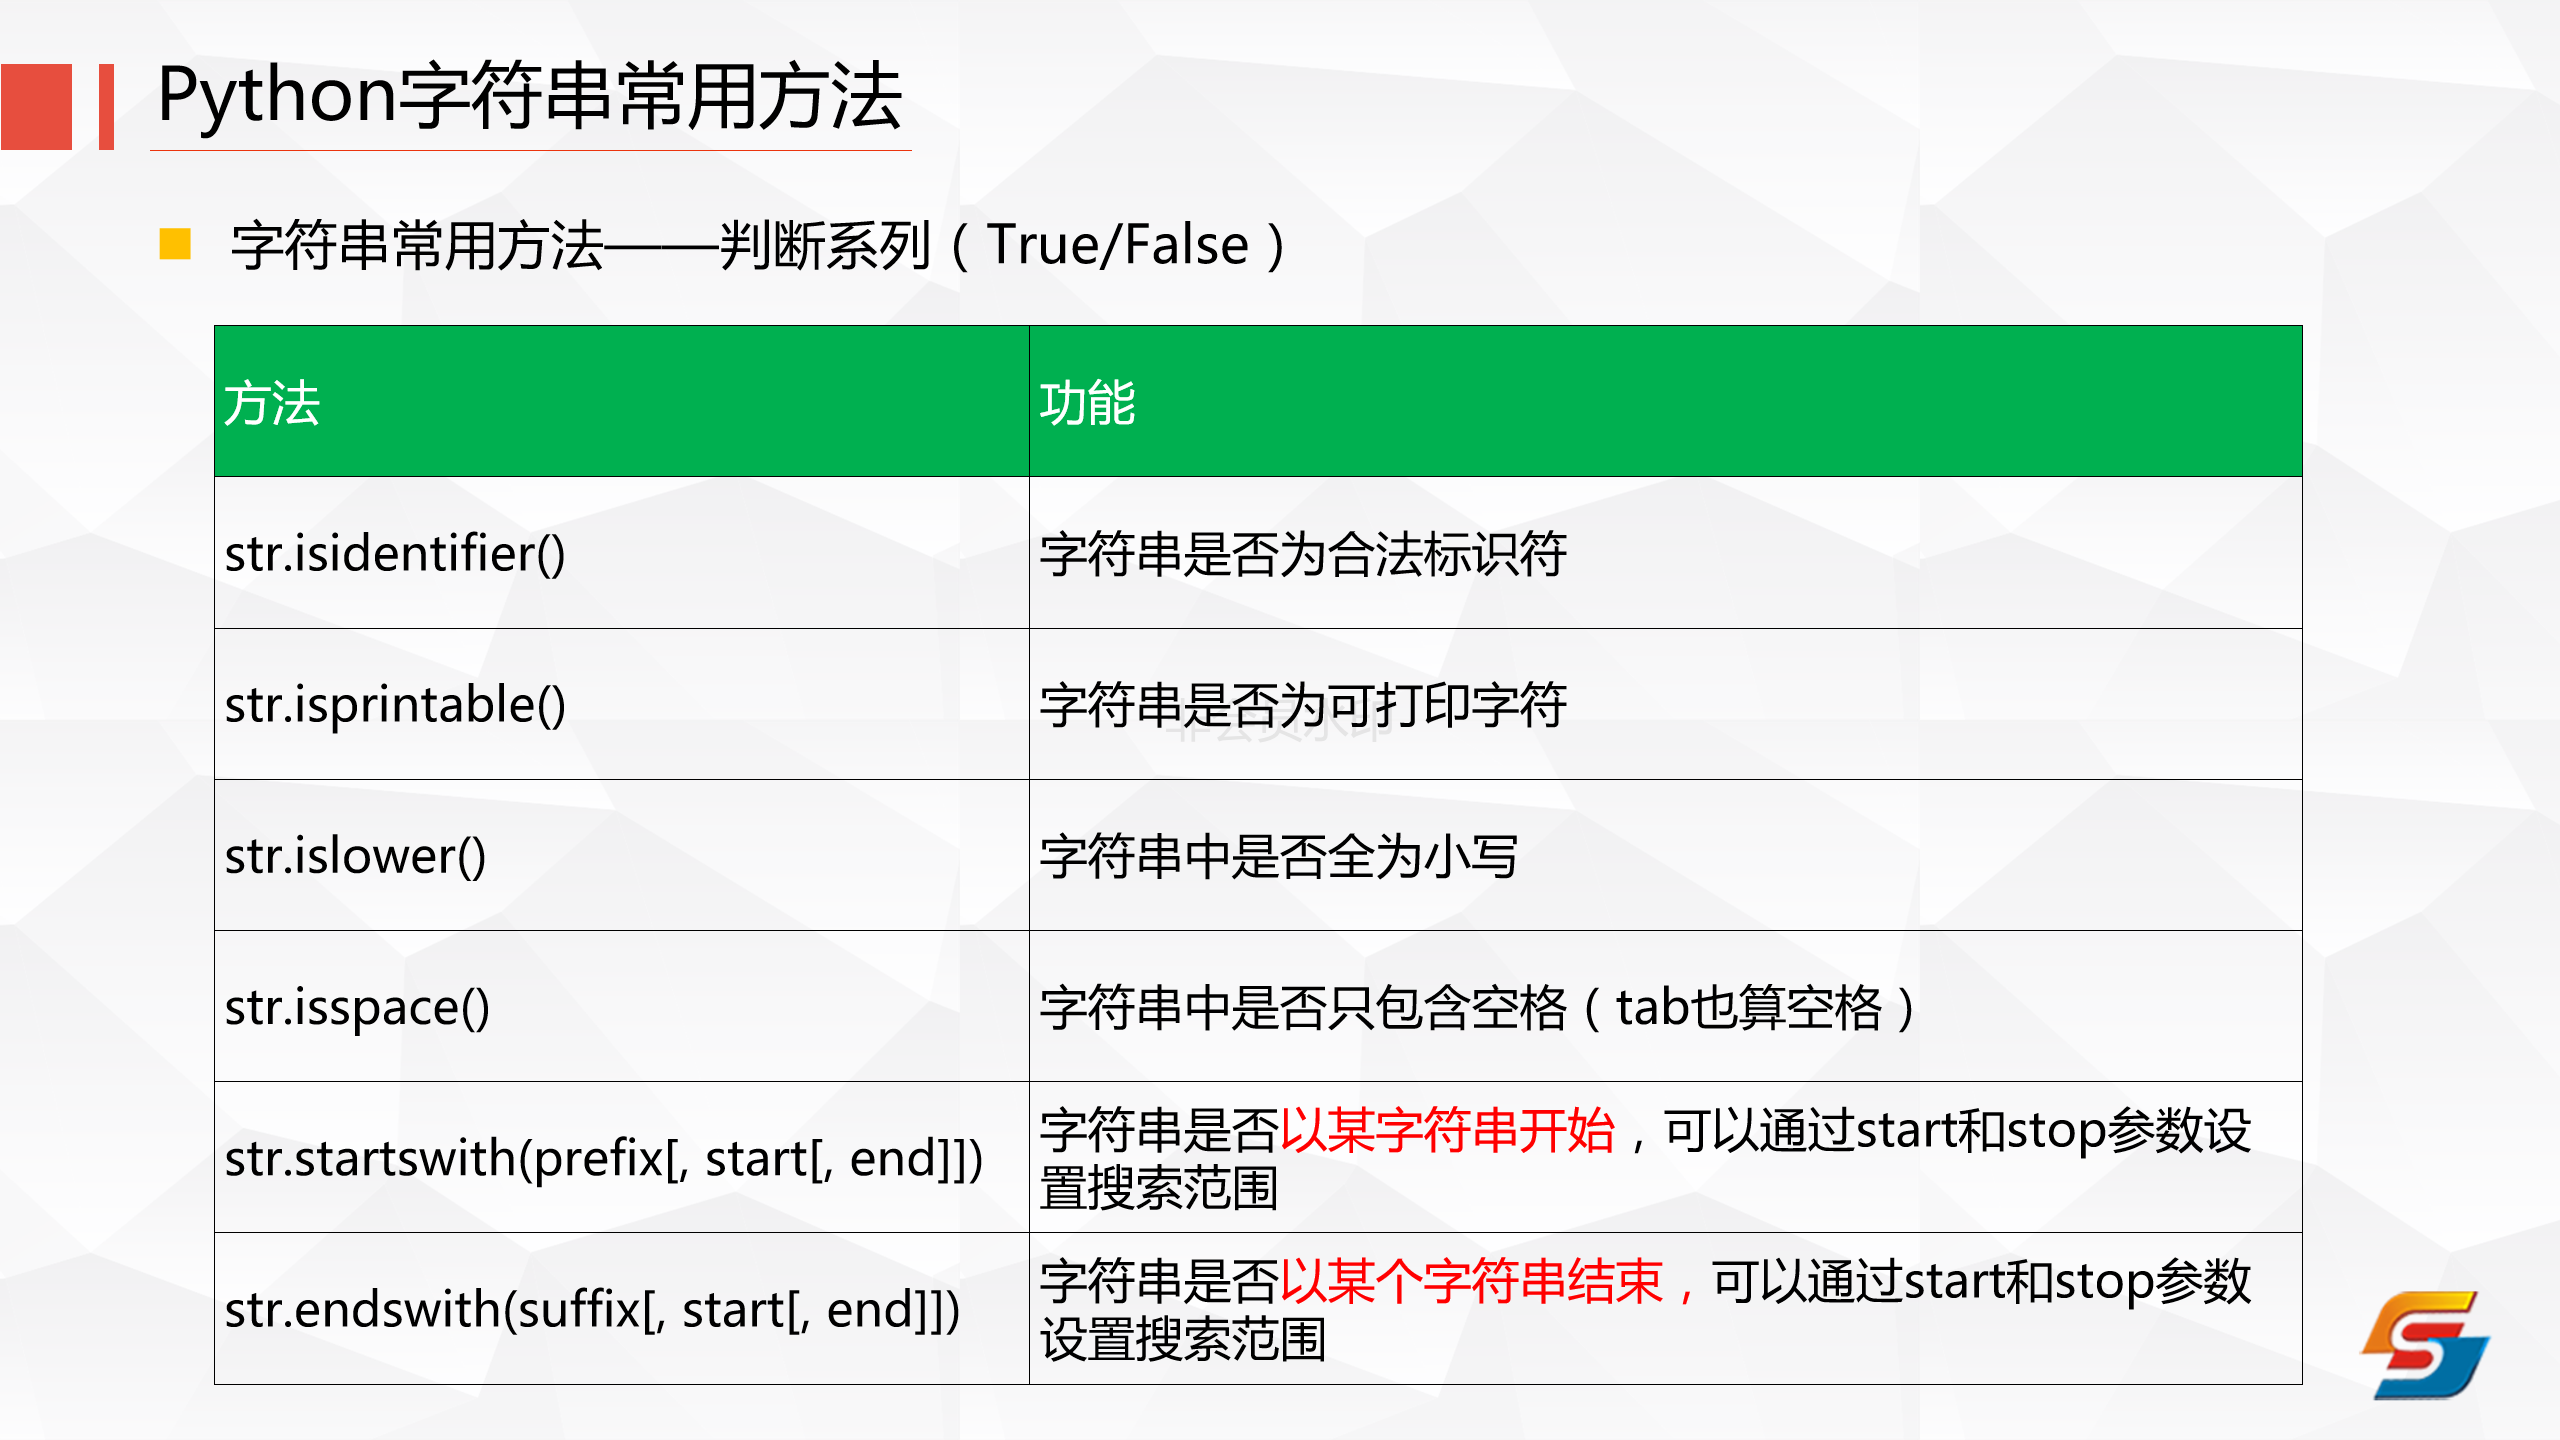 Python字符串常用方法
字符串常用方法——判断系列（True/False）
方法
功能
str.isidentifier()
字符串是否为合法标识符
str.isprintable()
字符串是否为可打印字符
非会员水印
str.islower()
字符串中是否全为小写
str.isspace()
字符串中是否只包含空格（tab也算空格）
str.startswith(prefix[, start[, end]])
字符串是否以某字符串开始，可以通过start和stop参数设
置搜索范围
str.endswith(suffix[, start[, end]])
字符串是否以某个字符串结束，可以通过start和stop参数
设置搜索范围